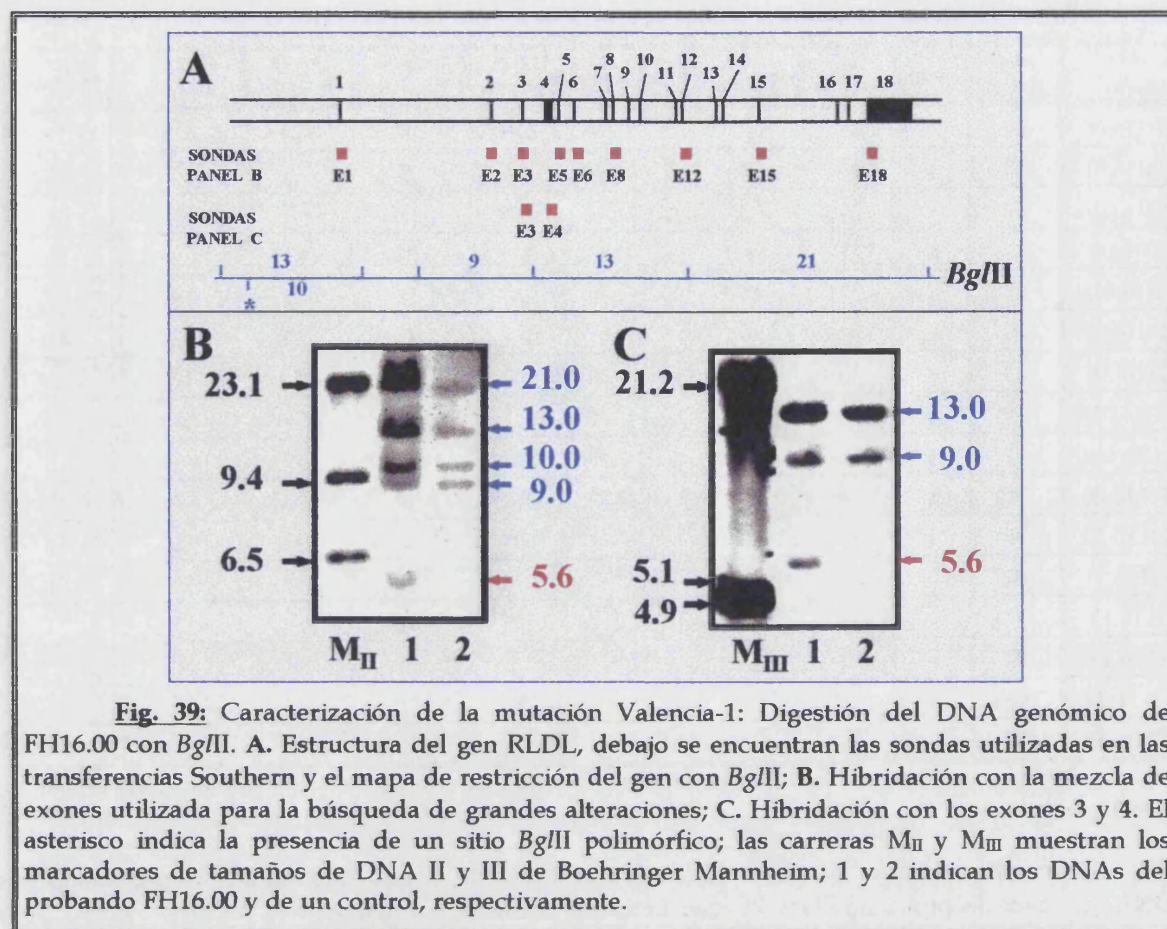 A
1 2 3 4 5 6 7 8 9 10 11 12 13 14 15 16 17 18
SONDAS
PANEL B
E1 E2 E3 E5 E6 E8 E12 E15 E18
SONDAS
PANEL C
E3 E4
13 9 13 21
BglII
* 10
B
23.1
9.4
6.5
21.0
13.0
10.0
9.0
5.6
MII 1 2
C
21.2
5.1
4.9
13.0
9.0
5.6
MIII 1 2
Fig. 39: Caracterización de la mutación Valencia-1: Digestión del DNA genómico de
FH16.00 con BglII. A. Estructura del gen RLDL, debajo se encuentran las sondas utilizadas en las
transferencias Southern y el mapa de restricción del gen con BglII; B. Hibridación con la mezcla de
exones utilizada para la búsqueda de grandes alteraciones; C. Hibridación con los exones 3 y 4. El
asterisco indica la presencia de un sitio BglII polimórfico; las carreras MII y MIII muestran los
marcadores de tamaños de DNA II y III de Boehringer Mannheim; 1 y 2 indican los DNAs del
probando FH16.00 y de un control, respectivamente.